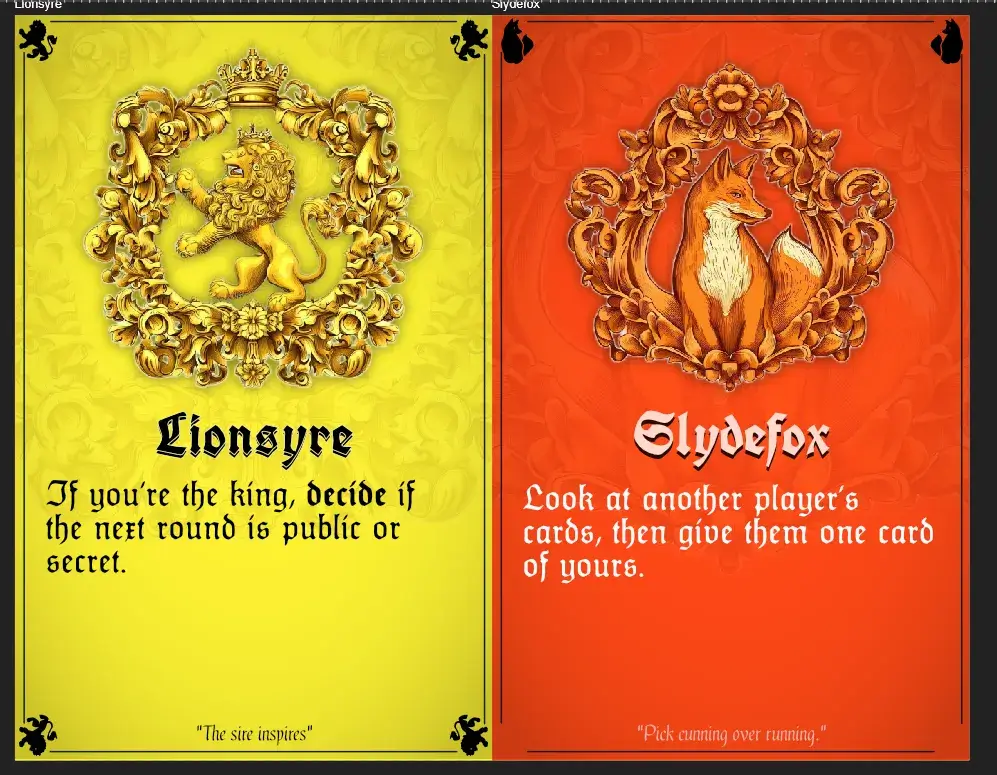 Lionsyre
Slydefox
Lionsyre
If you're the king, decide if
the next round is public or
secret.
"The sire inspires"
Slydefox
Look at another player's
cards, then give them one card
of yours.
"Pick cunning over running."